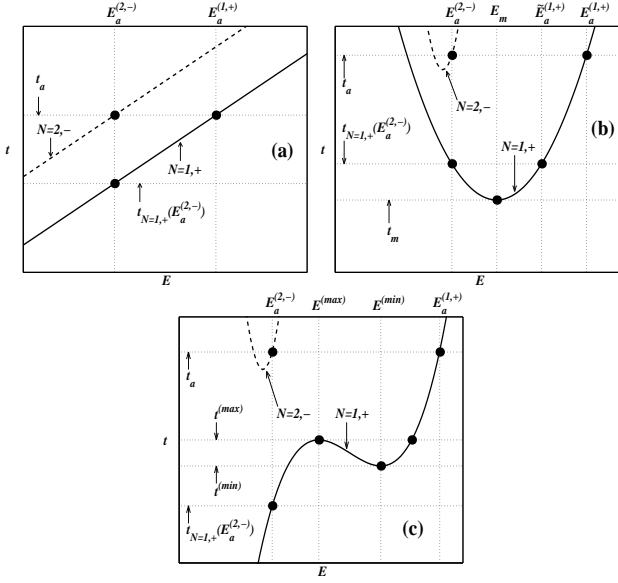 E_a^{(2,-)} E_a^{(1,+)}
t_a
N=2,-
t
(a)
N=1,+
t_{N=1,+}(E_a^{(2,-)})
E
E_a^{(2,-)} E_m Ẽ_a^{(1,+)} E_a^{(1,+)}
t_a
N=2,-
t_{N=1,+}(E_a^{(2,-)})
(b)
t
N=1,+
t_m
E
E_a^{(2,-)} E^{(max)} E^{(min)} E_a^{(1,+)}
t_a
t^{(max)}
N=2,-
N=1,+
t
t^{(min)}
t_{N=1,+}(E_a^{(2,-)})
(c)
E